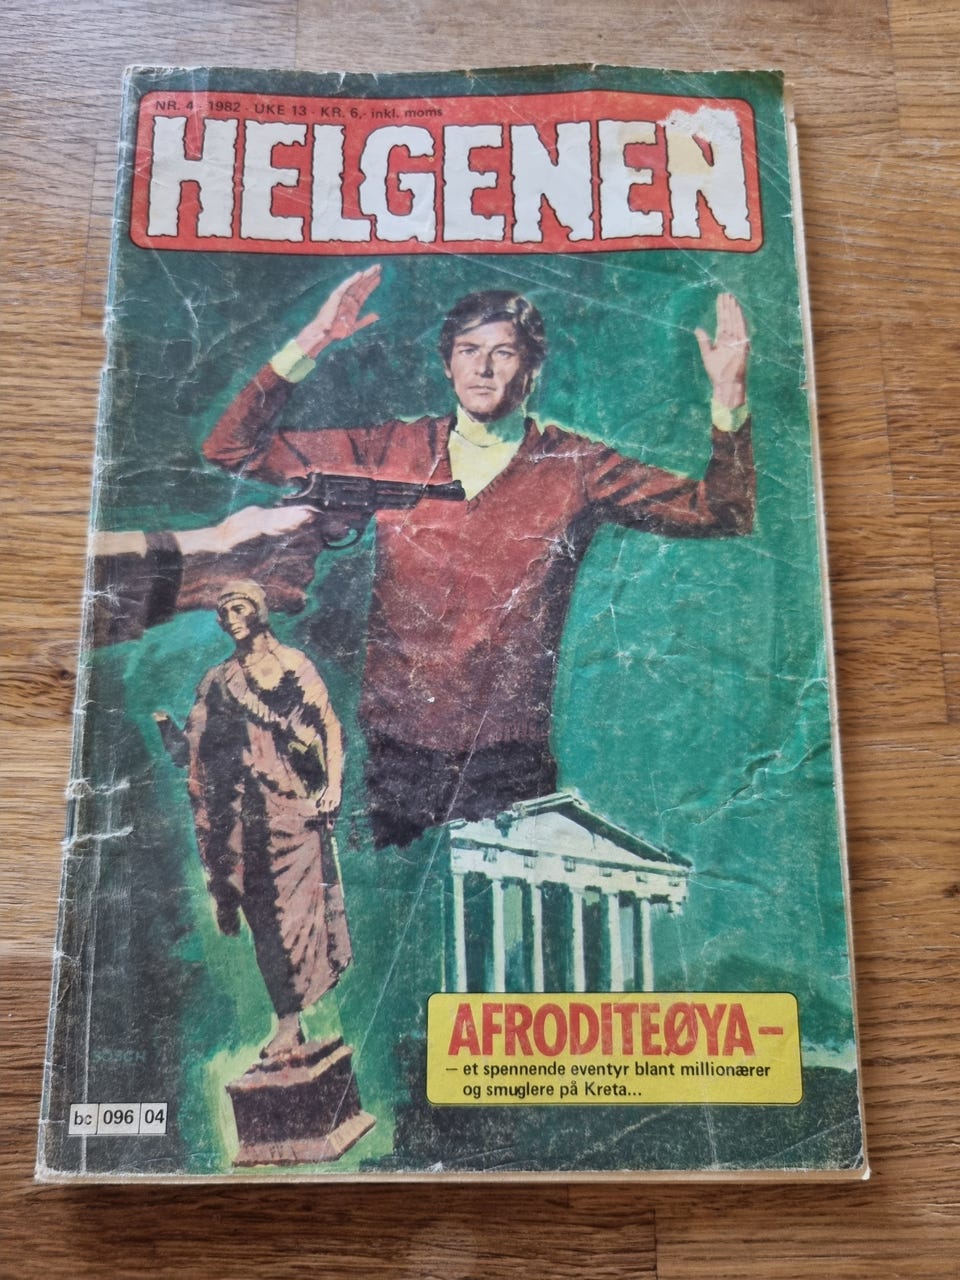 NR. 4 - 1982 - UKE 13 - KR. 6,- inkl. moms
HELGENEN
AFRODITEØYA –
– et spennende eventyr blant millionærer
og smuglere på Kreta...
bc 096 04